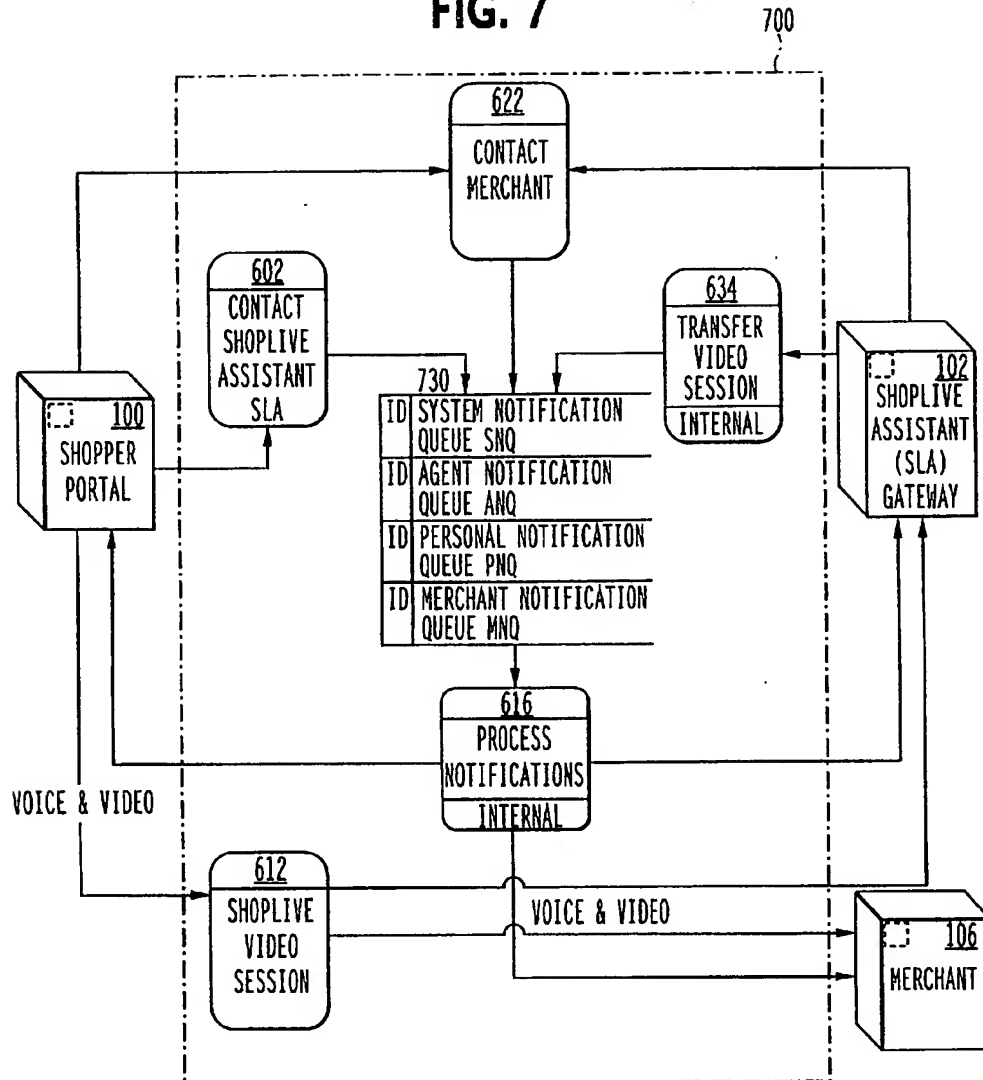 FIG. 7
700
622
CONTACT
MERCHANT
602
CONTACT
SHOPLIVE
ASSISTANT
SLA
634
TRANSFER
VIDEO
SESSION
INTERNAL
100
SHOPPER
PORTAL
102
SHOPLIVE
ASSISTANT
(SLA)
GATEWAY
730
ID SYSTEM NOTIFICATION
QUEUE SNQ
ID AGENT NOTIFICATION
QUEUE ANQ
ID PERSONAL NOTIFICATION
QUEUE PNQ
ID MERCHANT NOTIFICATION
QUEUE MNQ
616
PROCESS
NOTIFICATIONS
INTERNAL
VOICE & VIDEO
612
SHOPLIVE
VIDEO
SESSION
VOICE & VIDEO
106
MERCHANT